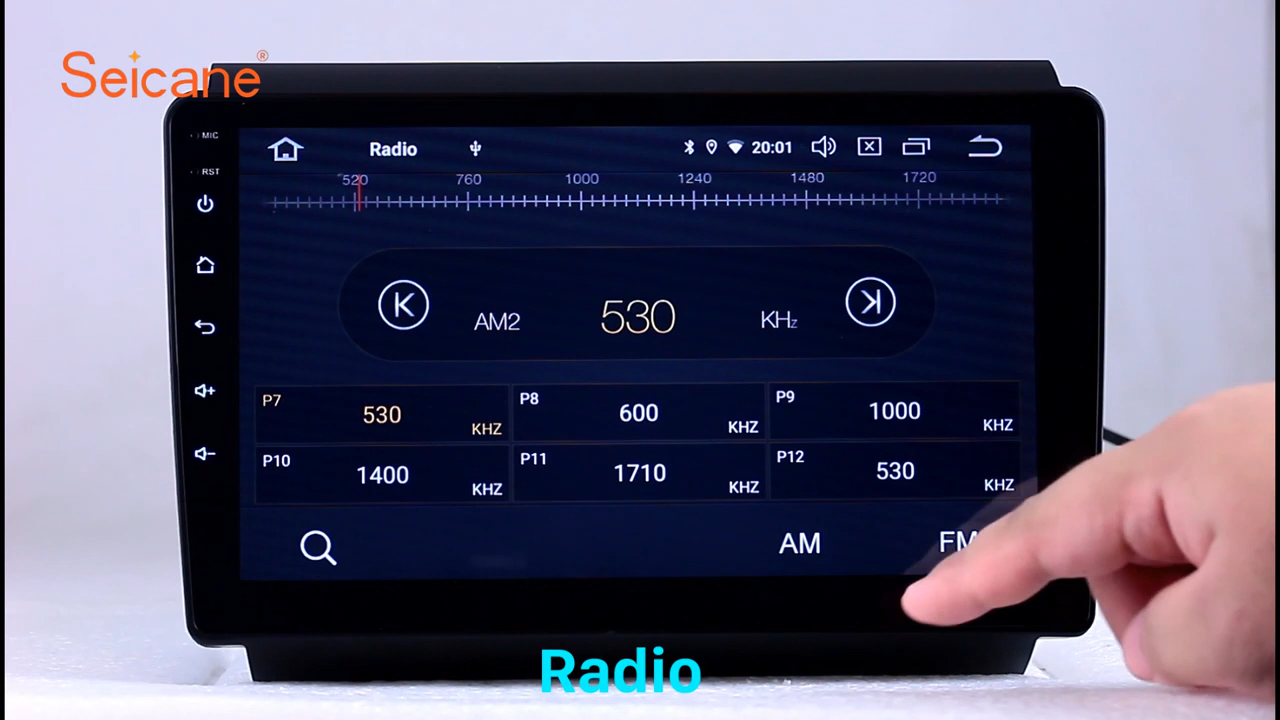 Seicane®
MIC
RST
Radio 20:01
520 760 1000 1240 1480 1720
AM2 530 KHz
P7 530 KHZ
P8 600 KHZ
P9 1000 KHZ
P10 1400 KHZ
P11 1710 KHZ
P12 530 KHZ
AM FM
Radio